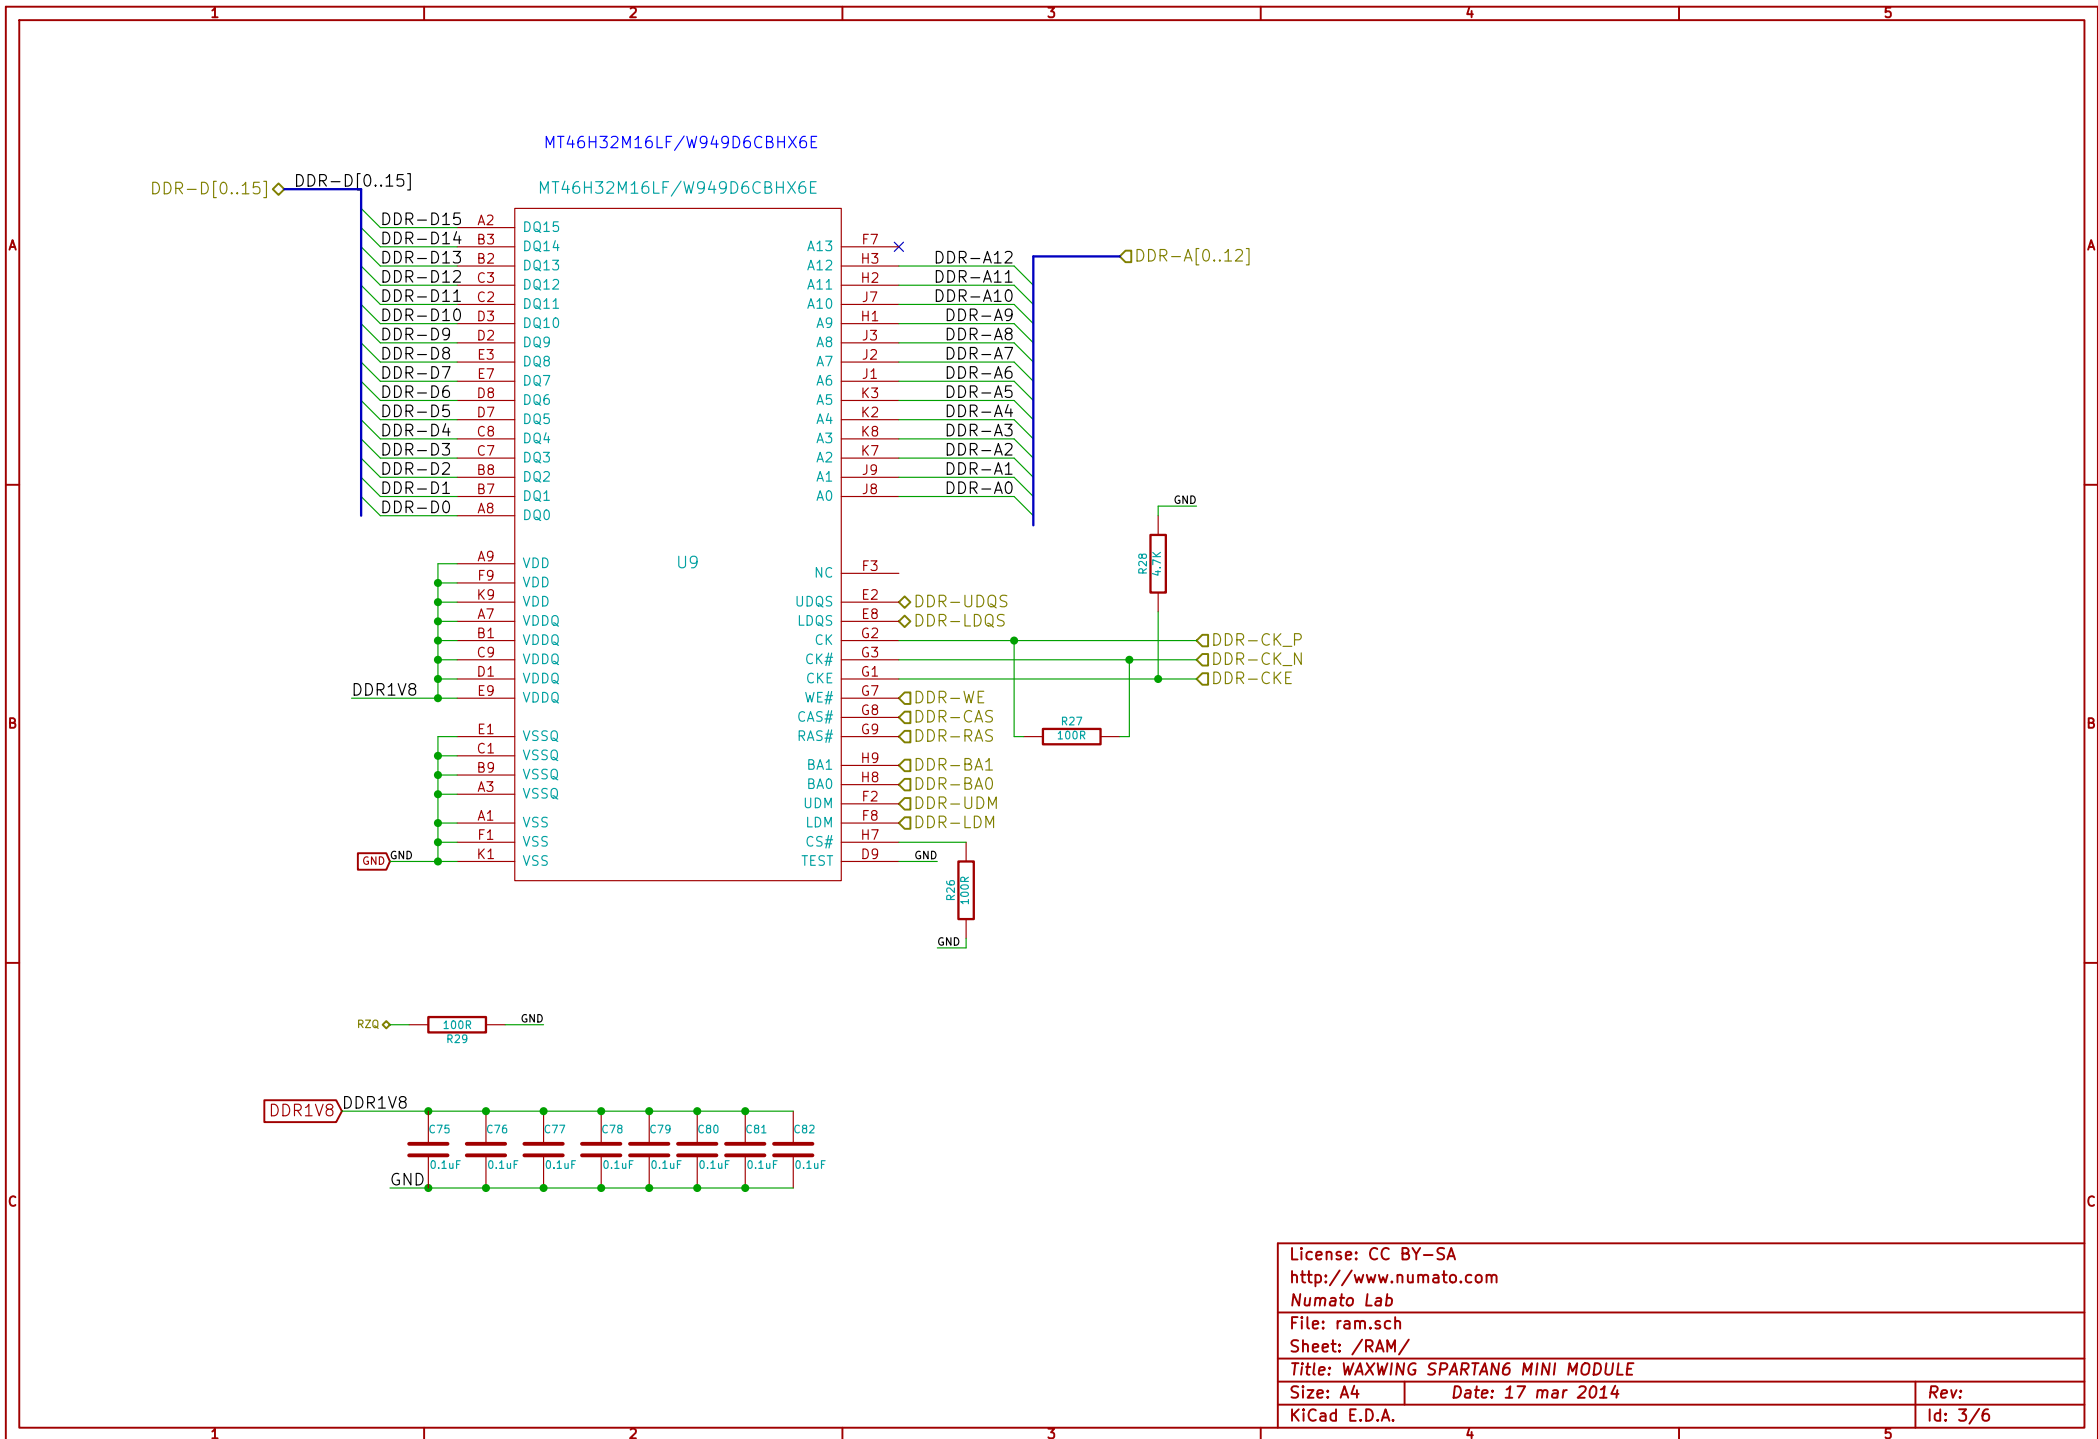 1 2 3 4 5
MT46H32M16LF/W949D6CBHX6E
MT46H32M16LF/W949D6CBHX6E
DDR-D[0..15] DDR-D[0..15]
DDR-D15 A2 DQ15
DDR-D14 B3 DQ14
DDR-D13 B2 DQ13
DDR-D12 C3 DQ12
DDR-D11 C2 DQ11
DDR-D10 D3 DQ10
DDR-D9 D2 DQ9
DDR-D8 E3 DQ8
DDR-D7 E7 DQ7
DDR-D6 D8 DQ6
DDR-D5 D7 DQ5
DDR-D4 C8 DQ4
DDR-D3 C7 DQ3
DDR-D2 B8 DQ2
DDR-D1 B7 DQ1
DDR-D0 A8 DQ0
A9 VDD
F9 VDD
K9 VDD
A7 VDDQ
B1 VDDQ
C9 VDDQ
D1 VDDQ
DDR1V8 E9 VDDQ
E1 VSSQ
C1 VSSQ
B9 VSSQ
A3 VSSQ
A1 VSS
F1 VSS
GND GND K1 VSS
U9
A13 F7
A12 H3 DDR-A12
A11 H2 DDR-A11
A10 J7 DDR-A10
A9 H1 DDR-A9
A8 J3 DDR-A8
A7 J2 DDR-A7
A6 J1 DDR-A6
A5 K3 DDR-A5
A4 K2 DDR-A4
A3 K8 DDR-A3
A2 K7 DDR-A2
A1 J9 DDR-A1
A0 J8 DDR-A0
DDR-A[0..12]
NC F3
UDQS E2 DDR-UDQS
LDQS E8 DDR-LDQS
CK G2 DDR-CK_P
CK# G3 DDR-CK_N
CKE G1 DDR-CKE
WE# G7 DDR-WE
CAS# G8 DDR-CAS
RAS# G9 DDR-RAS
BA1 H9 DDR-BA1
BA0 H8 DDR-BA0
UDM F2 DDR-UDM
LDM F8 DDR-LDM
CS# H7
TEST D9 GND
GND
R28
4.7K
R27
100R
R26
100R
GND
RZQ 100R GND
R29
DDR1V8 DDR1V8
C75 C76 C77 C78 C79 C80 C81 C82
0.1uF 0.1uF 0.1uF 0.1uF 0.1uF 0.1uF 0.1uF 0.1uF
GND
A A
B B
C C
License: CC BY-SA
http://www.numato.com
Numato Lab
File: ram.sch
Sheet: /RAM/
Title: WAXWING SPARTAN6 MINI MODULE
Size: A4 Date: 17 mar 2014 Rev:
KiCad E.D.A. Id: 3/6
1 2 3 4 5